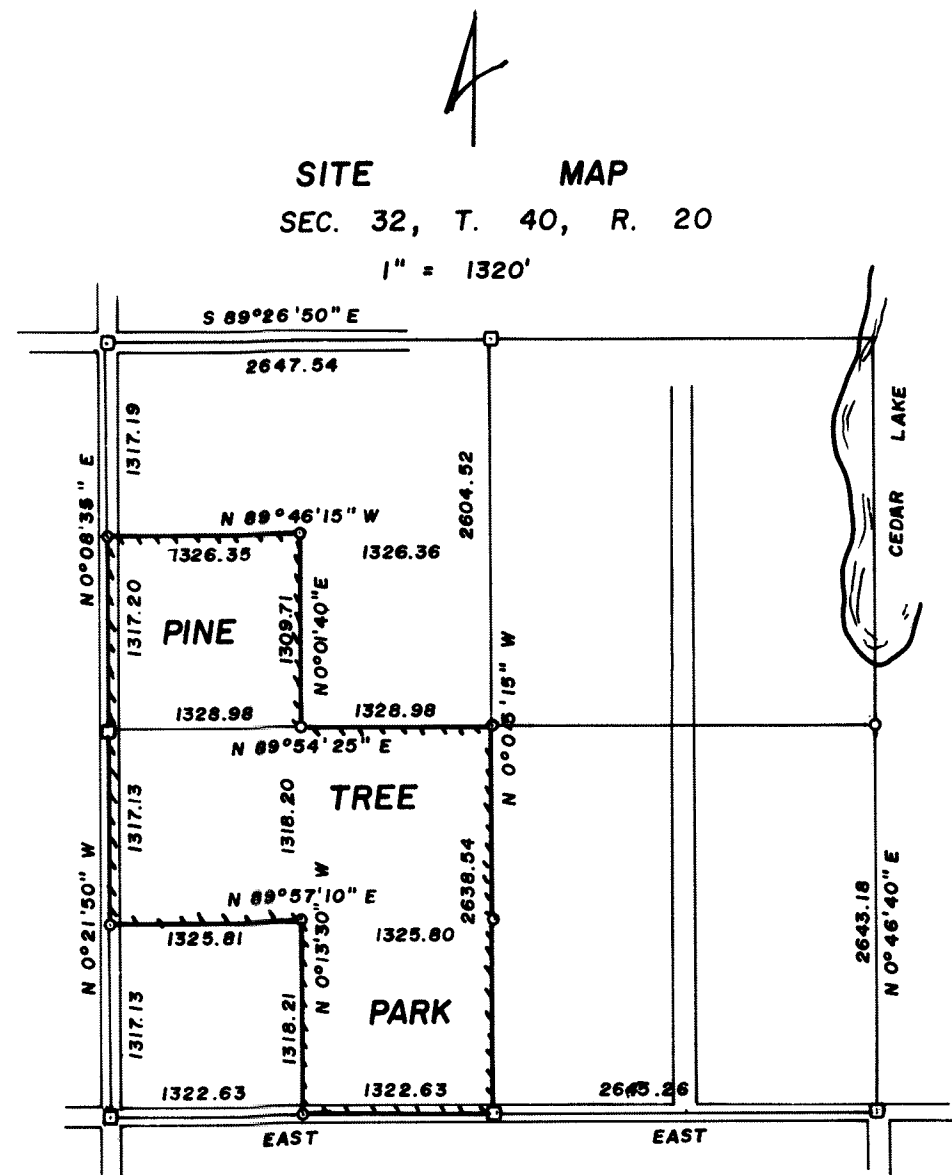 SITE MAP
SEC. 32, T. 40, R. 20
1" = 1320'
S 89°26'50" E
2647.54
1317.19
N 0°08'35" E
2604.52
CEDAR LAKE
N 89°46'15" W
1326.35
1326.36
1317.20
PINE
1309.71
N 0°01'40" E
1328.98
1328.98
N 89°54'25" E
TREE
1317.13
1318.20
2638.54
N 0°21'50" W
N 89°57'10" E
1325.81
1325.80
N 0°13'30" W
2643.18
N 0°46'40" E
PARK
1317.13
1318.21
1322.63
1322.63
EAST
EAST